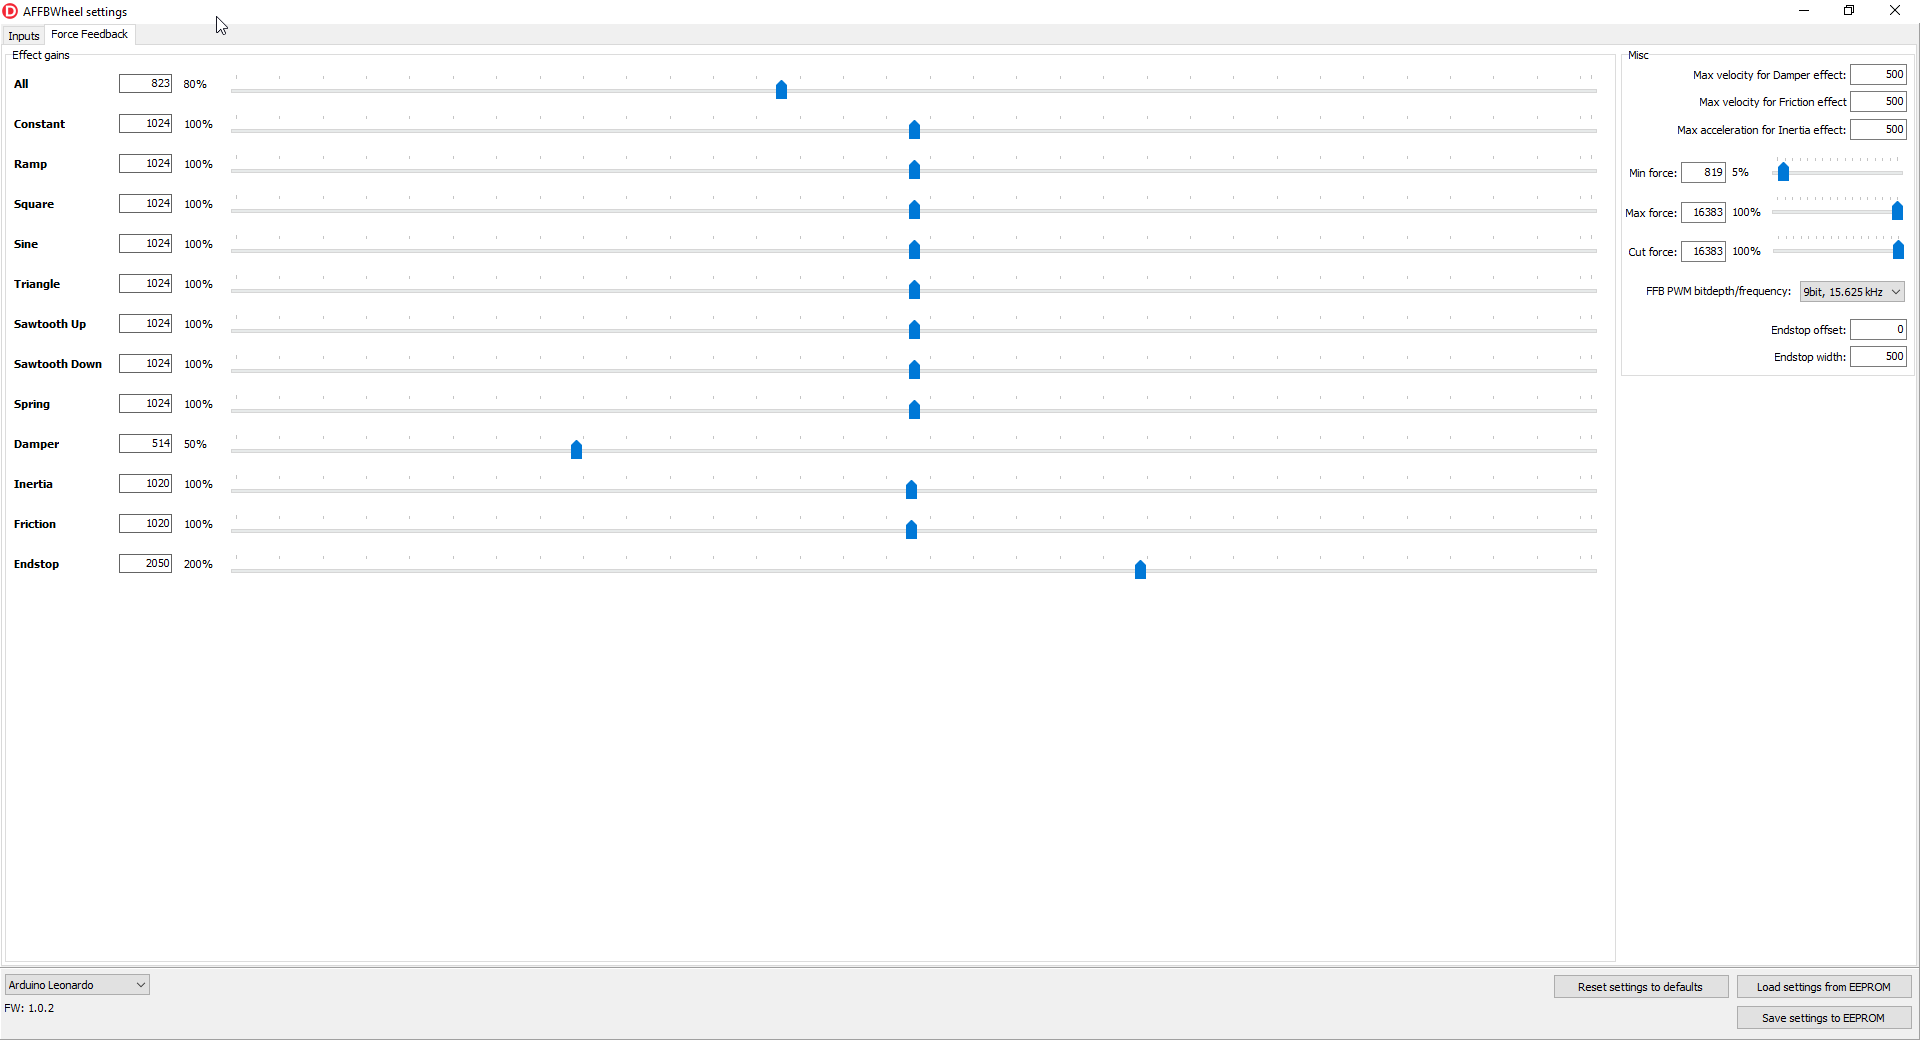 AFFBWheel settings
Inputs Force Feedback
Effect gains
All 823 80%
Constant 1024 100%
Ramp 1024 100%
Square 1024 100%
Sine 1024 100%
Triangle 1024 100%
Sawtooth Up 1024 100%
Sawtooth Down 1024 100%
Spring 1024 100%
Damper 514 50%
Inertia 1020 100%
Friction 1020 100%
Endstop 2050 200%
Misc
Max velocity for Damper effect: 500
Max velocity for Friction effect 500
Max acceleration for Inertia effect: 500
Min force: 819 5%
Max force: 16383 100%
Cut force: 16383 100%
FFB PWM bitdepth/frequency: 9bit, 15.625 kHz
Endstop offset: 0
Endstop width: 500
Arduino Leonardo
FW: 1.0.2
Reset settings to defaults Load settings from EEPROM
Save settings to EEPROM